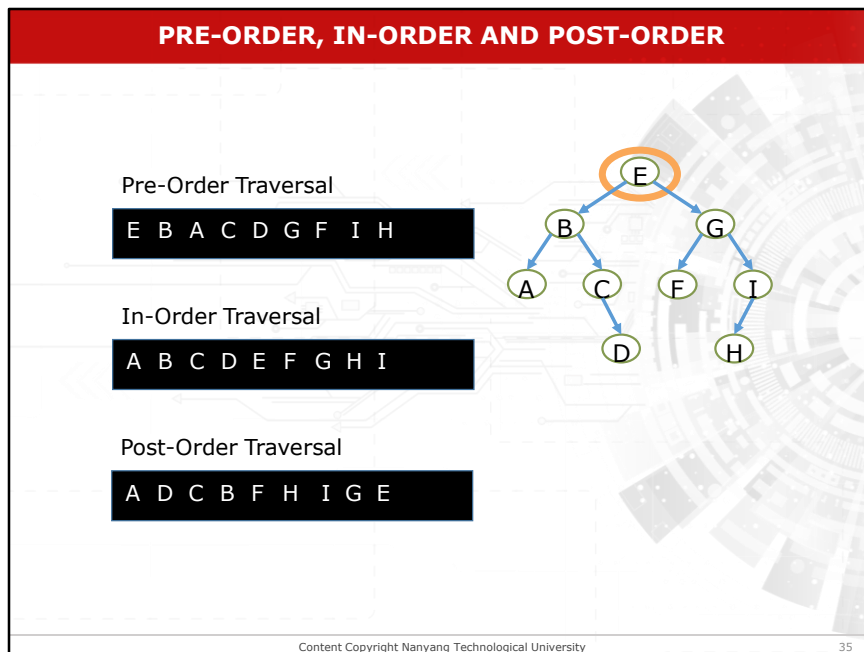 PRE-ORDER, IN-ORDER AND POST-ORDER
Pre-Order Traversal
E B A C D G F I H
In-Order Traversal
A B C D E F G H I
Post-Order Traversal
A D C B F H I G E
E
B G
A C F I
D H
Content Copyright Nanyang Technological University 35